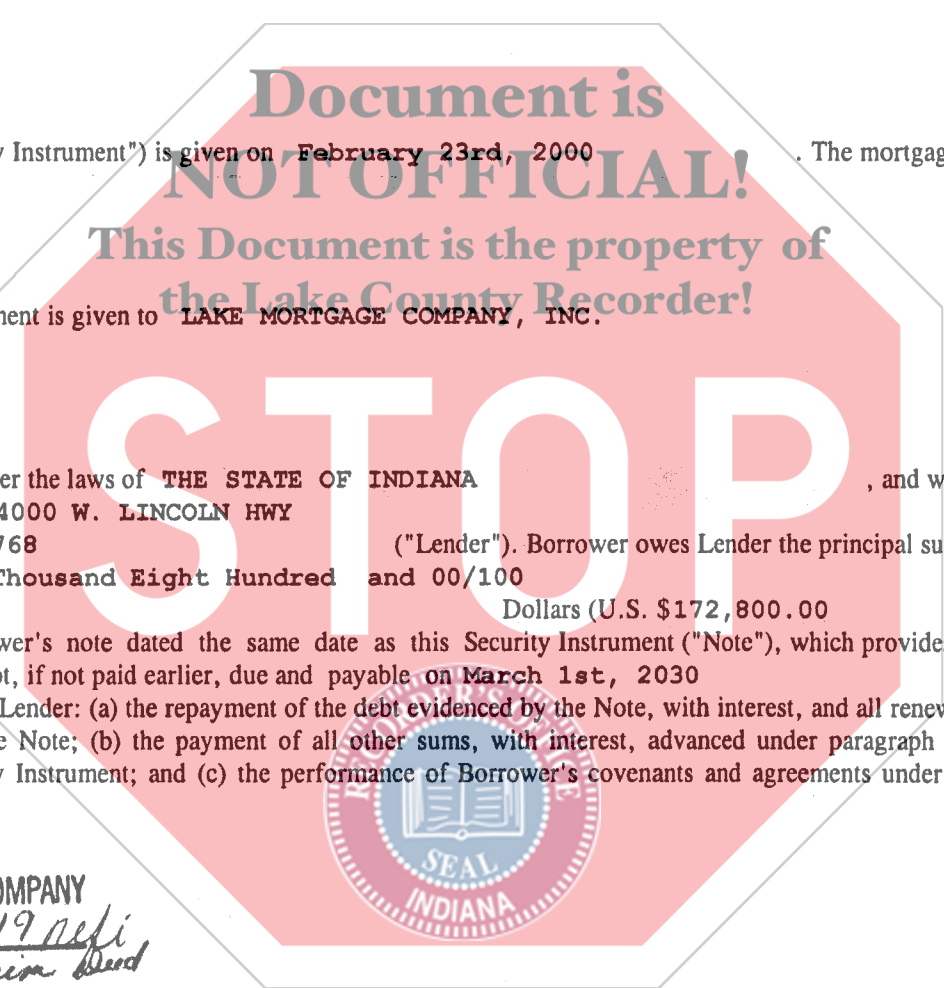 Document is
y Instrument") is given on February 23rd, 2000 . The mortgag
NOT OFFICIAL!
This Document is the property of
the Lake County Recorder!
nent is given to LAKE MORTGAGE COMPANY, INC.
STOP
er the laws of THE STATE OF INDIANA , and w
4000 W. LINCOLN HWY
768 ("Lender"). Borrower owes Lender the principal su
Thousand Eight Hundred and 00/100
Dollars (U.S. $172,800.00
wer's note dated the same date as this Security Instrument ("Note"), which provide
ot, if not paid earlier, due and payable on March 1st, 2030
Lender: (a) the repayment of the debt evidenced by the Note, with interest, and all renew
e Note; (b) the payment of all other sums, with interest, advanced under paragraph
y Instrument; and (c) the performance of Borrower's covenants and agreements under
RECORDER'S OFFICE
SEAL
INDIANA
OMPANY
Deed